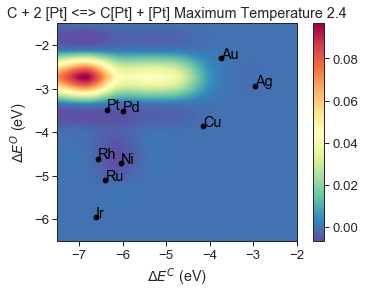 C + 2 [Pt] <=> C[Pt] + [Pt] Maximum Temperature 2.4
−2
−3
−4
−5
−6
ΔE^O (eV)
Au
Ag
Pt
Pd
Cu
Rh
Ni
Ru
Ir
0.08
0.06
0.04
0.02
0.00
−7
−6
−5
−4
−3
−2
ΔE^C (eV)